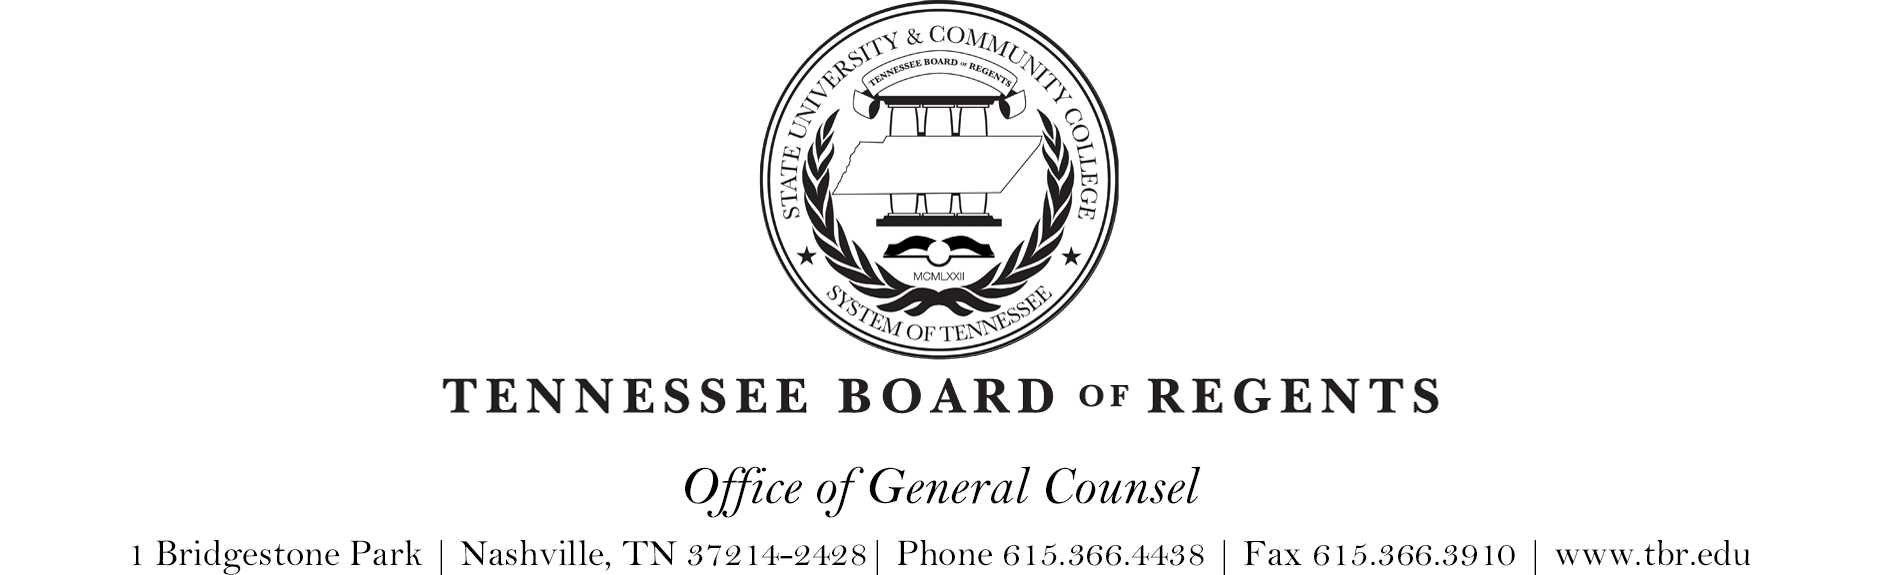 STATE UNIVERSITY & COMMUNITY COLLEGE
TENNESSEE BOARD OF REGENTS
MCMLXXII
SYSTEM OF TENNESSEE
TENNESSEE BOARD OF REGENTS
Office of General Counsel
1 Bridgestone Park | Nashville, TN 37214-2428| Phone 615.366.4438 | Fax 615.366.3910 | www.tbr.edu